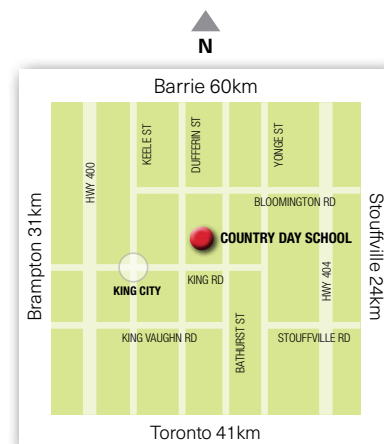 N
Barrie 60km
KEELE ST
DUFFERIN ST
YONGE ST
HWY 400
BLOOMINGTON RD
Brampton 31km
Stouffville 24km
COUNTRY DAY SCHOOL
KING CITY
KING RD
HWY 404
BATHURST ST
KING VAUGHN RD
STOUFFVILLE RD
Toronto 41km